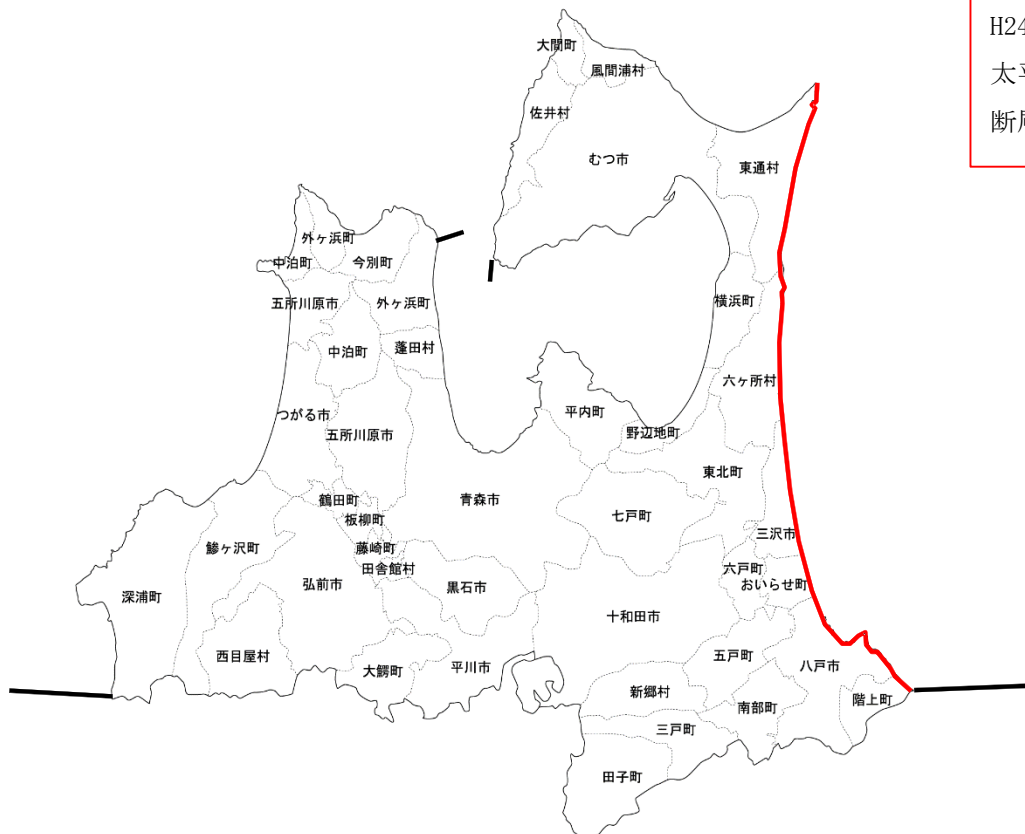 H24
太平
大間町
風間浦村
佐井村
むつ市
東通村
外ヶ浜町
中泊町
今別町
五所川原市
外ヶ浜町
横浜町
中泊町
蓬田村
六ヶ所村
つがる市
平内町
五所川原市
野辺地町
東北町
鶴田町
青森市
板柳町
七戸町
三沢市
鰺ヶ沢町
藤崎町
田舎館村
六戸町
おいらせ町
深浦町
弘前市
黒石市
十和田市
西目屋村
大鰐町
平川市
五戸町
八戸市
新郷村
南部町
階上町
三戸町
田子町